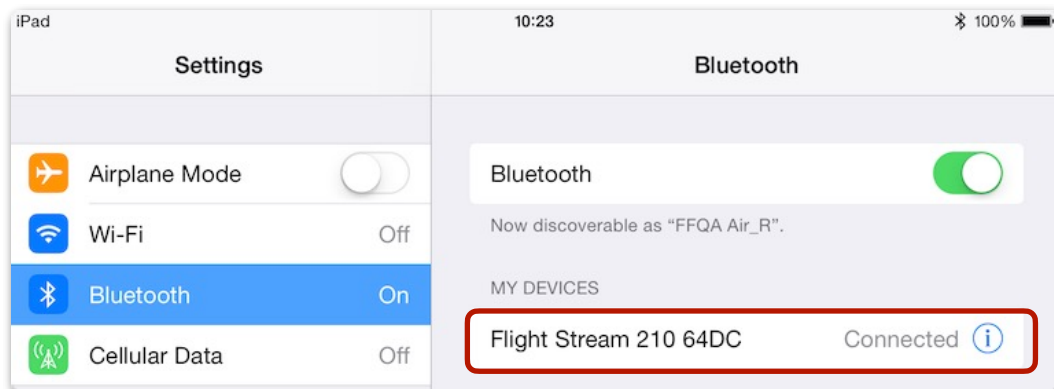 iPad 10:23 100%
Settings
Bluetooth
Airplane Mode
Wi-Fi Off
Bluetooth On
Cellular Data Off
Bluetooth
Now discoverable as “FFQA Air_R”.
MY DEVICES
Flight Stream 210 64DC Connected